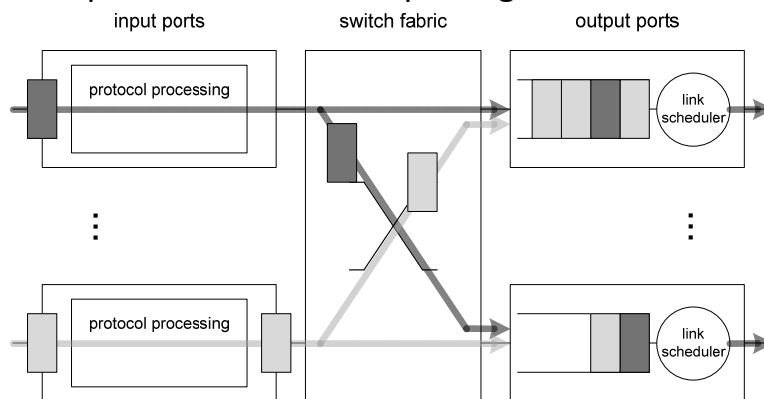 input ports
switch fabric
output ports
protocol processing
link
scheduler
...
...
protocol processing
link
scheduler